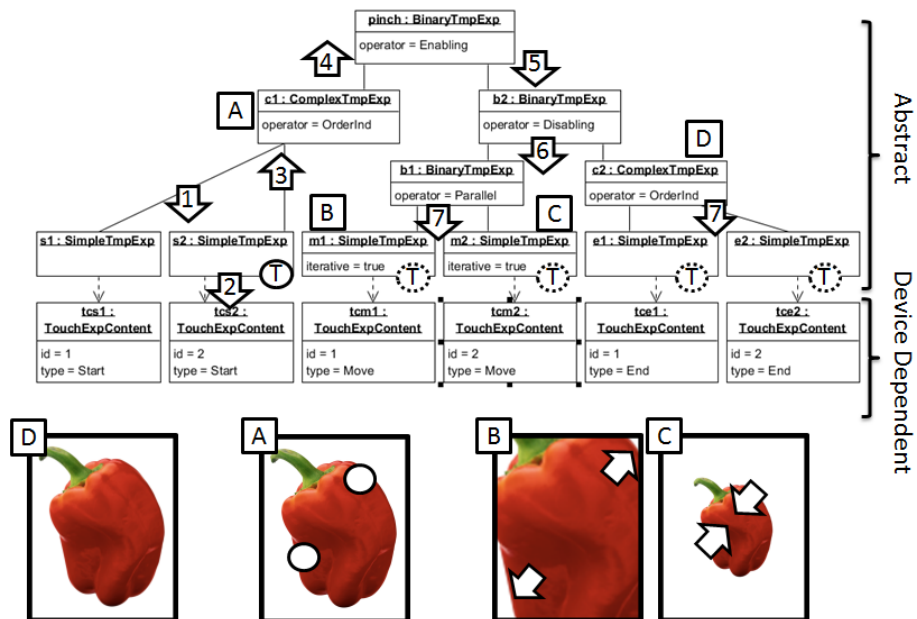 pinch : BinaryTmpExp
operator = Enabling
4
5
A
c1 : ComplexTmpExp
operator = OrderInd
b2 : BinaryTmpExp
operator = Disabling
D
Abstract
3
6
b1: BinaryTmpExp
operator = Parallel
c2 : ComplexTmpExp
operator = OrderInd
1
B
7
C
7
s1: SimpleTmpExp
s2: SimpleTmpExp
m1 : SimpleTmpExp
iterative = true
m2 : SimpleTmpExp
iterative = true
e1 : SimpleTmpExp
e2 : SimpleTmpExp
T
T
T
T
T
2
Device Dependent
tcs1 :
TouchExpContent
id = 1
type = Start
tcs2 :
TouchExpContent
id = 2
type = Start
tcm1 :
TouchExpContent
id = 1
type = Move
tcm2 :
TouchExpContent
id = 2
type = Move
tce1 :
TouchExpContent
id = 1
type = End
tce2 :
TouchExpContent
id = 2
type = End
D
A
B
C